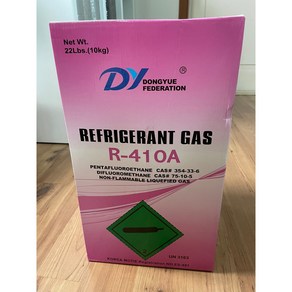 Net Wt.
22Lbs.(10kg)
DY
DONGYUE
FEDERATION
REFRIGERANT GAS
R-410A
PENTAFLUOROETHANE CAS# 354-33-6
DIFLUOROMETHANE CAS# 75-10-5
NON-FLAMMABLE LIQUEFIED GAS